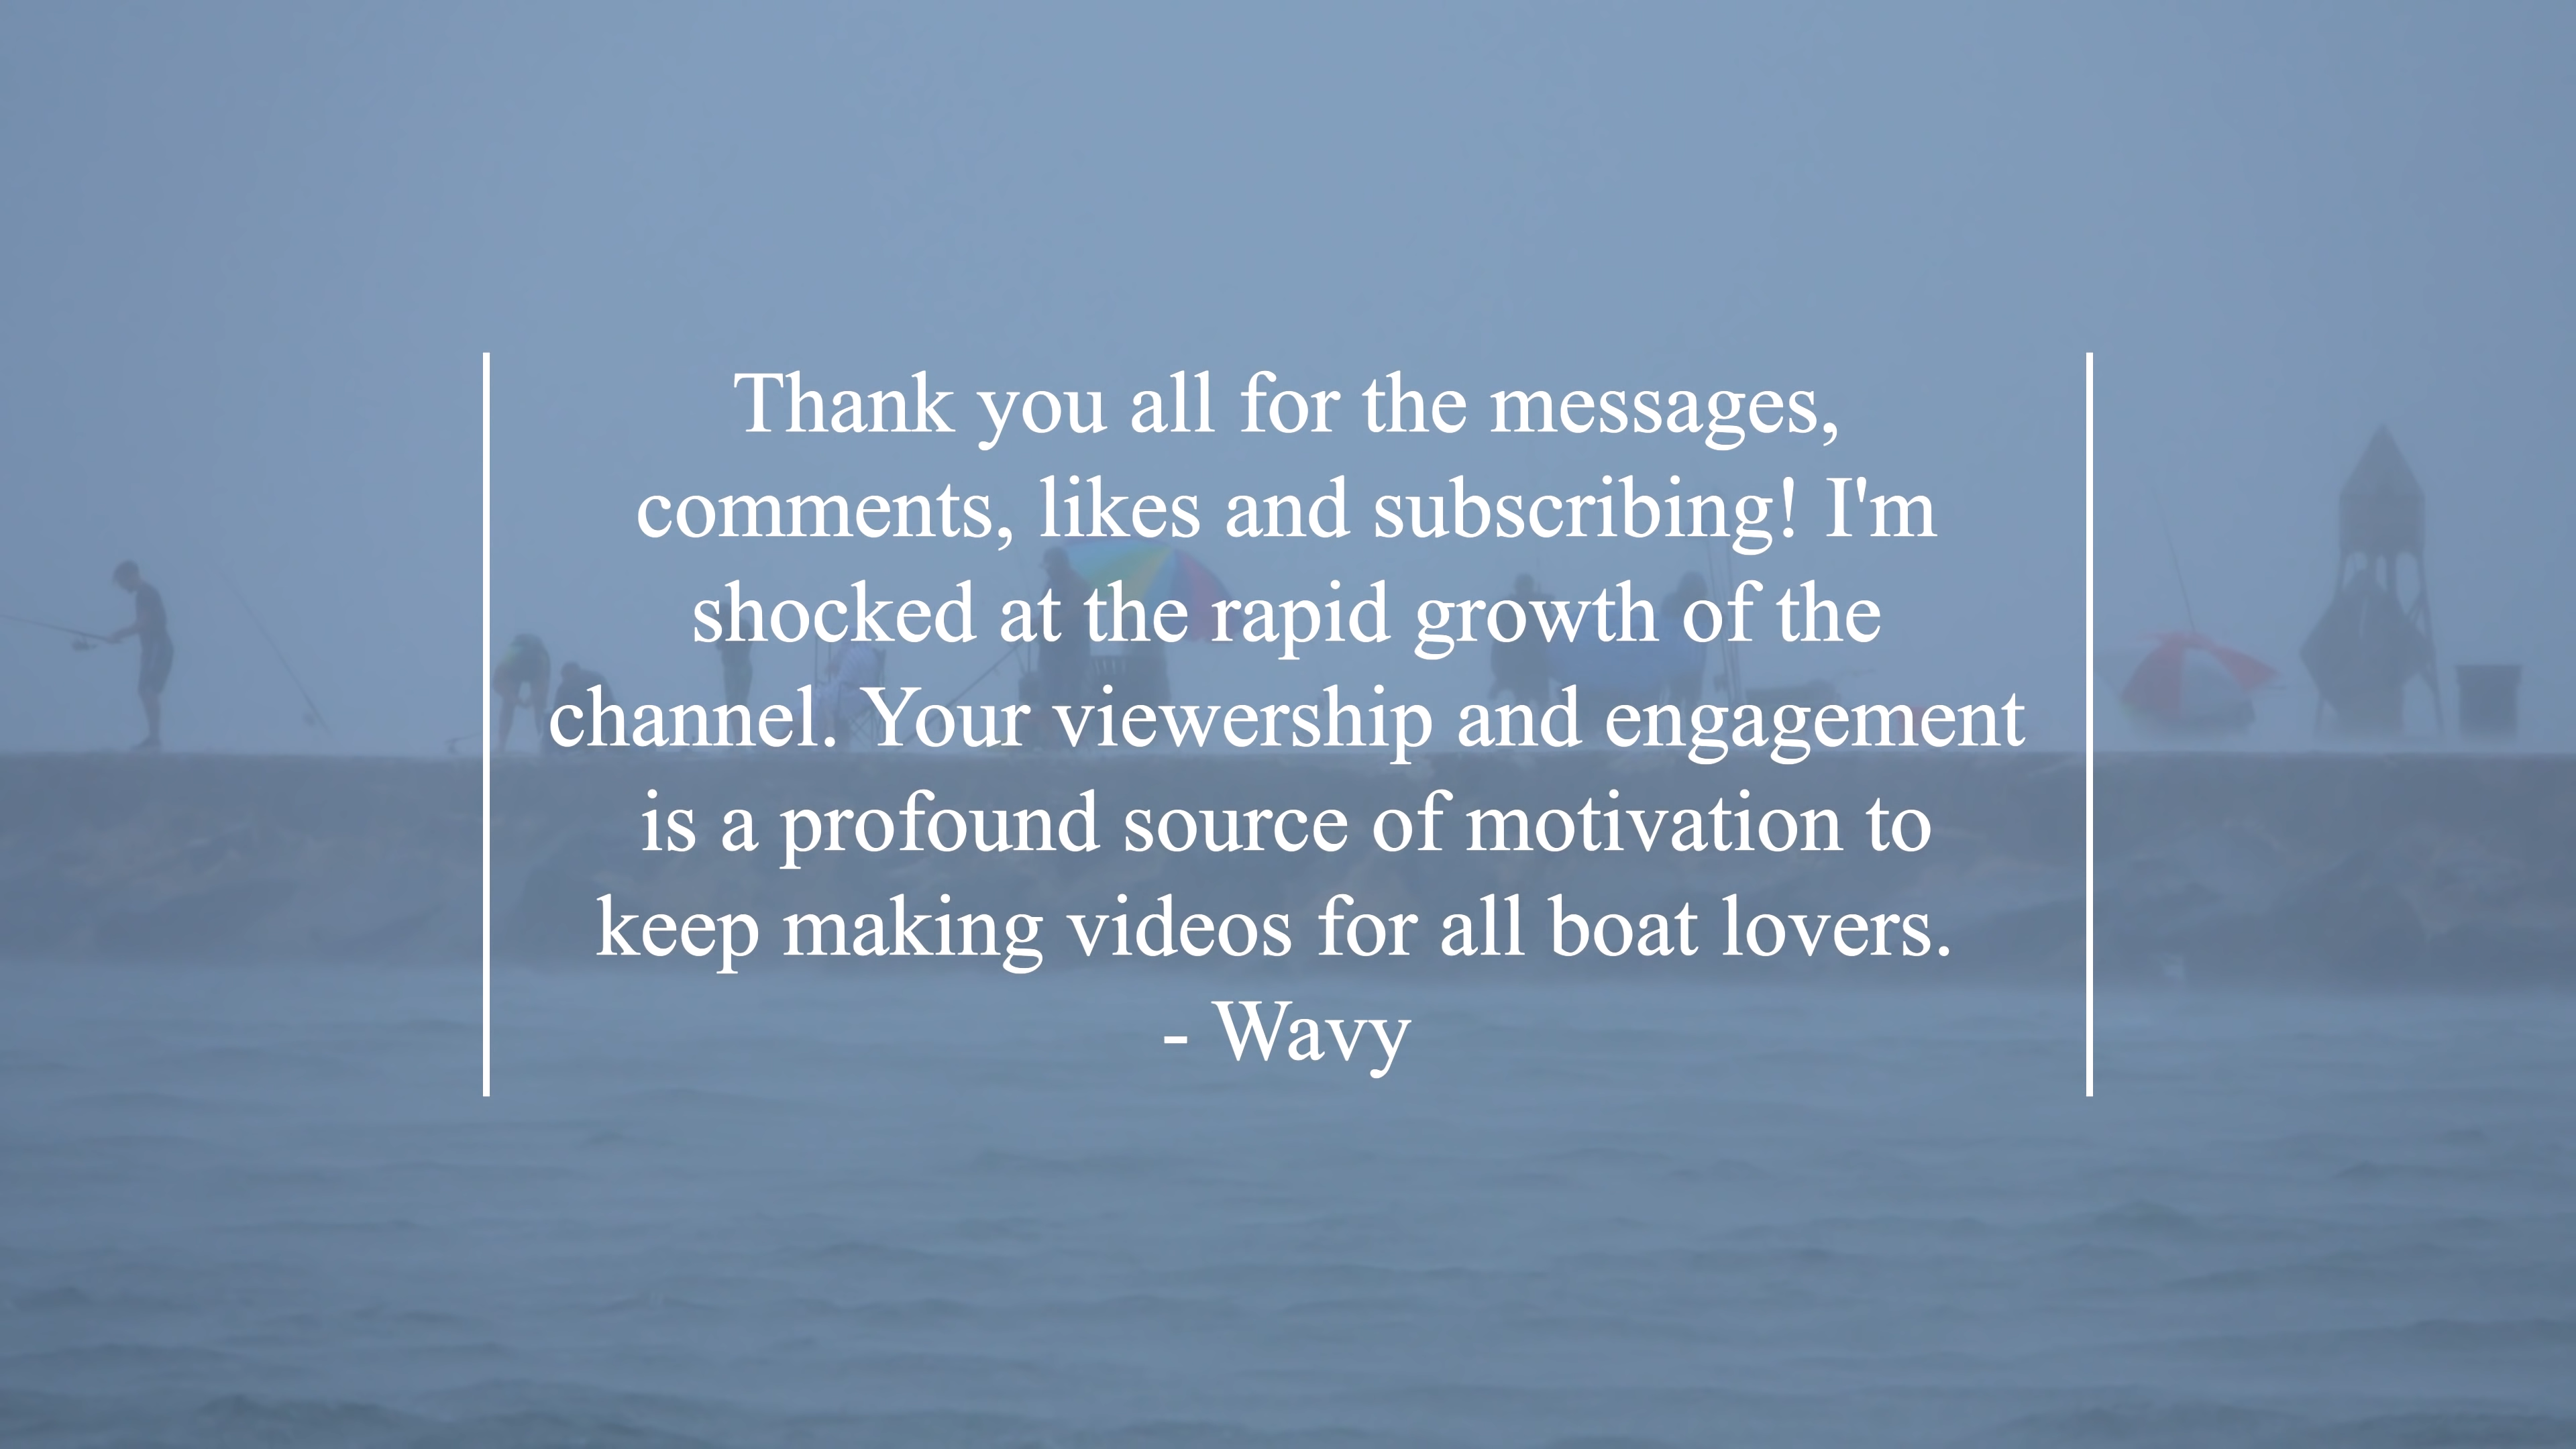 Thank you all for the messages,
comments, likes and subscribing! I'm
shocked at the rapid growth of the
channel. Your viewership and engagement
is a profound source of motivation to
keep making videos for all boat lovers.
- Wavy